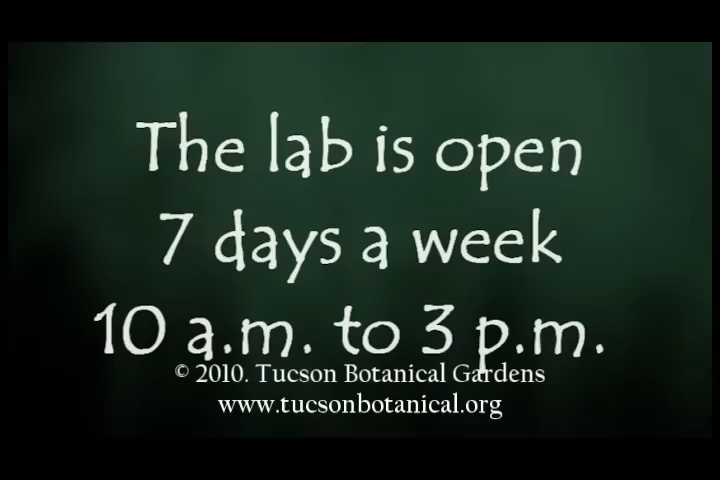 The lab is open
7 days a week
10 a.m. to 3 p.m.
© 2010. Tucson Botanical Gardens
www.tucsonbotanical.org